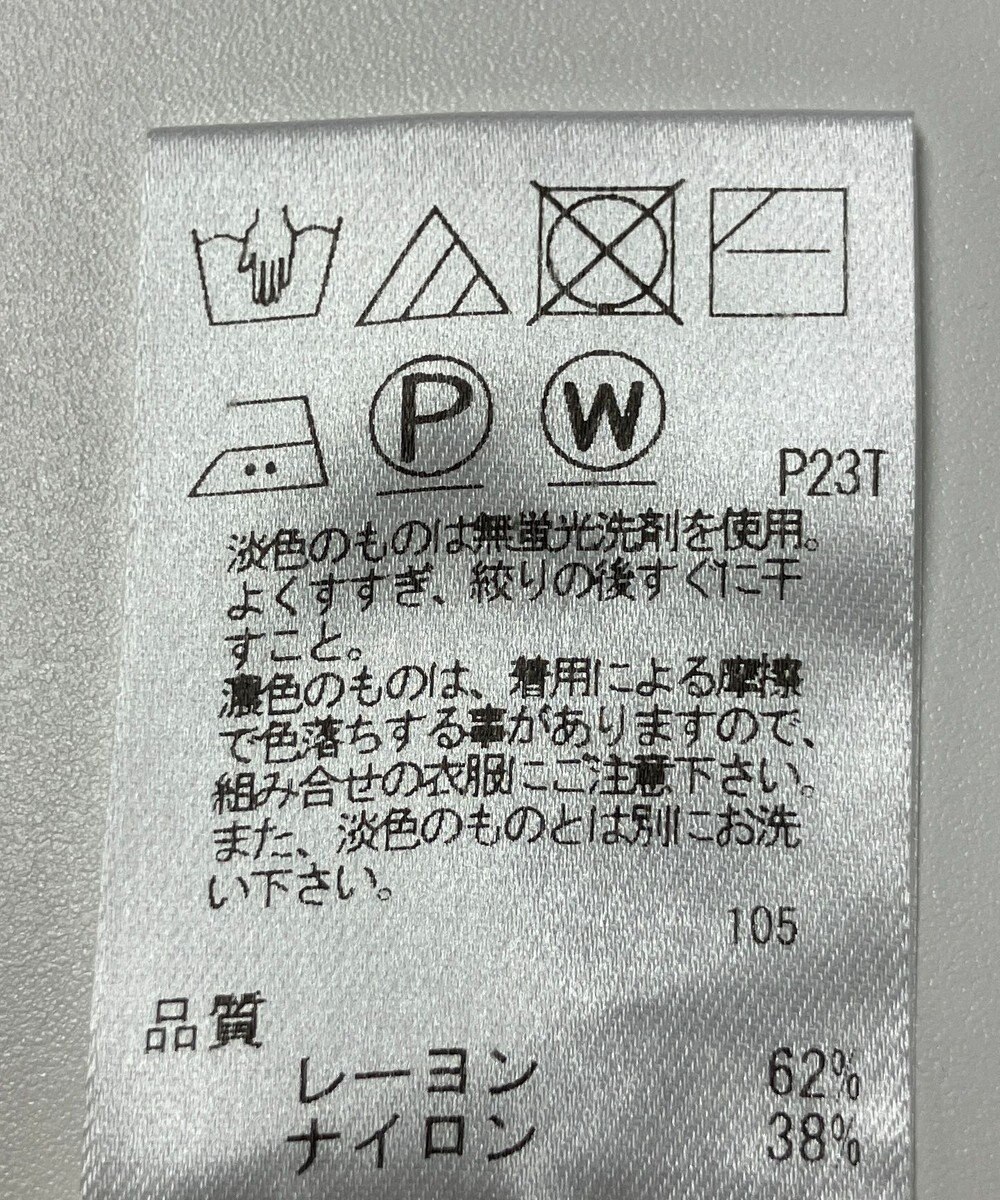 P
W
P23T
淡色のものは無蛍光洗剤を使用。
よくすすぎ、絞りの後すぐに干
すこと。
濃色のものは、着用による摩擦
で色落ちする事がありますので、
組み合せの衣服にご注意下さい。
また、淡色のものとは別にお洗
い下さい。
105
品質
レーヨン 62%
ナイロン 38%